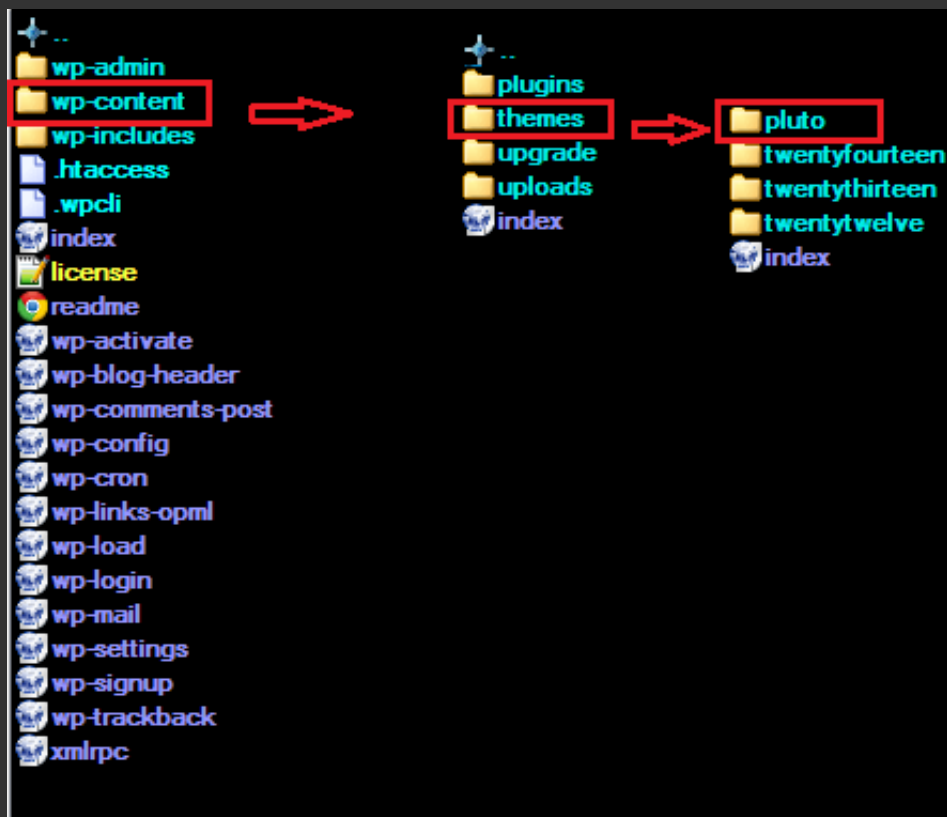 ..
wp-admin
wp-content
wp-includes
.htaccess
.wpcli
index
license
readme
wp-activate
wp-blog-header
wp-comments-post
wp-config
wp-cron
wp-links-opml
wp-load
wp-login
wp-mail
wp-settings
wp-signup
wp-trackback
xmlrpc
..
plugins
themes
upgrade
uploads
index
pluto
twentyfourteen
twentythirteen
twentytwelve
index